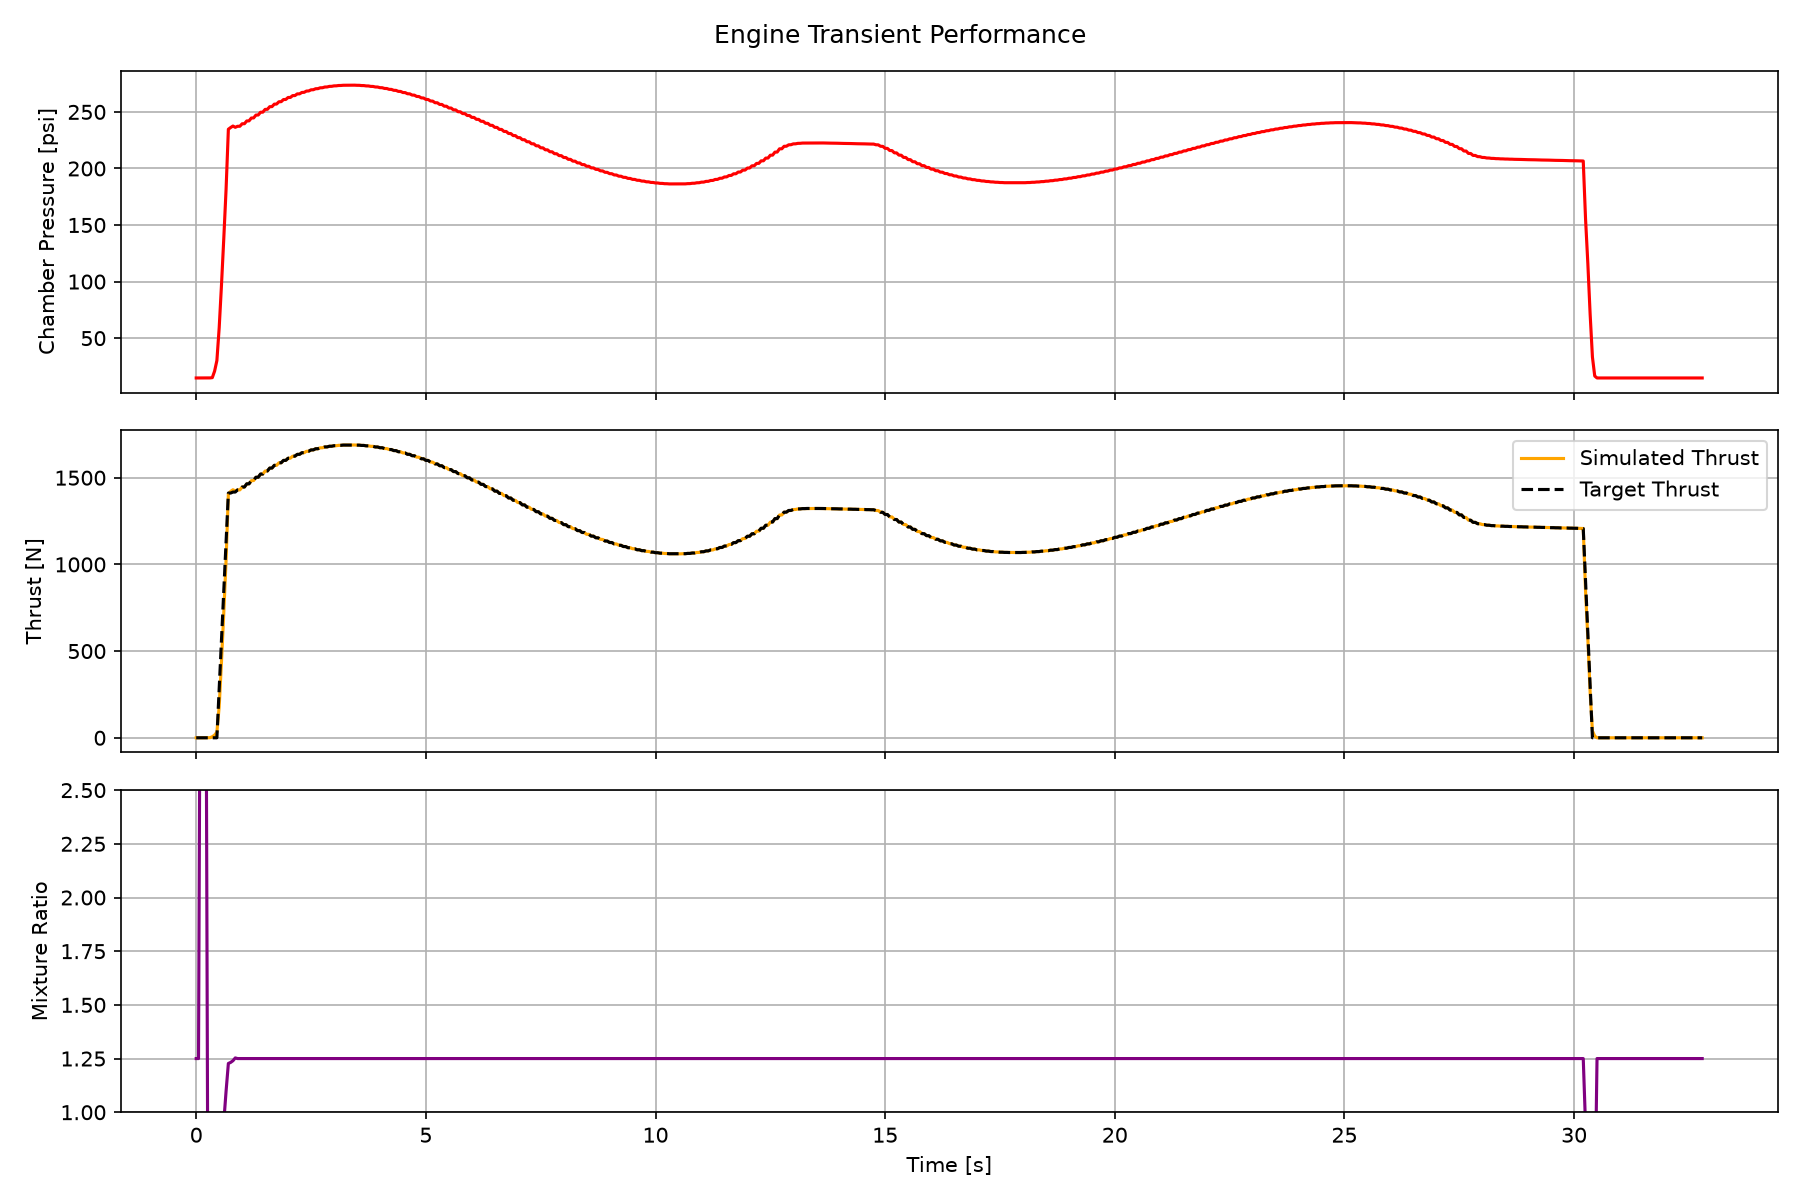 Engine Transient Performance
Chamber Pressure [psi]
250
200
150
100
50
Thrust [N]
1500
1000
500
0
Simulated Thrust
Target Thrust
Mixture Ratio
2.50
2.25
2.00
1.75
1.50
1.25
1.00
0 5 10 15 20 25 30
Time [s]